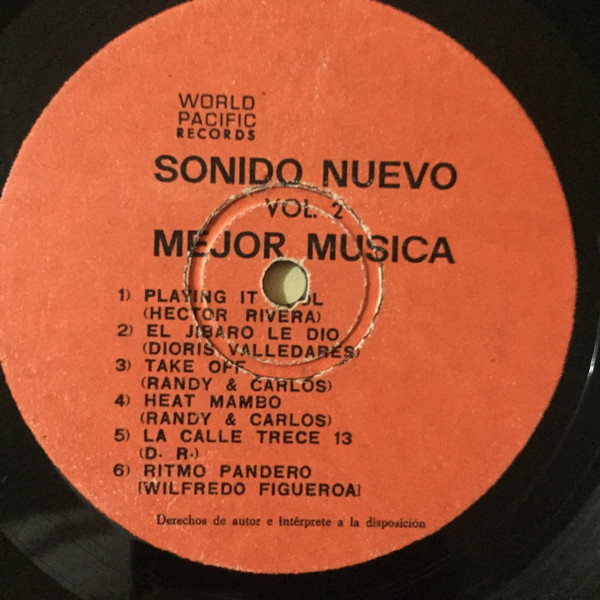 WORLD
PACIFIC
RECORDS
SONIDO NUEVO
VOL. 2
MEJOR MUSICA
1) PLAYING IT
(HECTOR RIVERA)
2) EL JIBARO LE DIO
(DIORIS VALLEDARES)
3) TAKE OFF
(RANDY & CARLOS)
4) HEAT MAMBO
(RANDY & CARLOS)
5) LA CALLE TRECE 13
(D. R.)
6) RITMO PANDERO
[WILFREDO FIGUEROA]
Derechos de autor e intérprete a la disposición